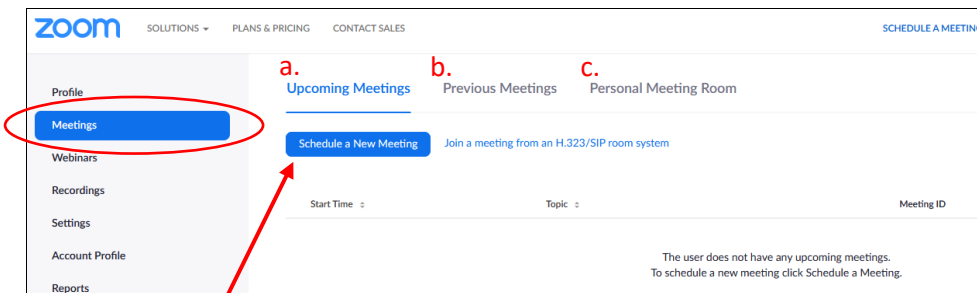 zoom SOLUTIONS PLANS & PRICING CONTACT SALES SCHEDULE A MEETING
a. b. c.
Profile Upcoming Meetings Previous Meetings Personal Meeting Room
Meetings
Schedule a New Meeting Join a meeting from an H.323/SIP room system
Webinars
Recordings
Start Time Topic Meeting ID
Settings
Account Profile
The user does not have any upcoming meetings.
To schedule a new meeting click Schedule a Meeting.
Reports